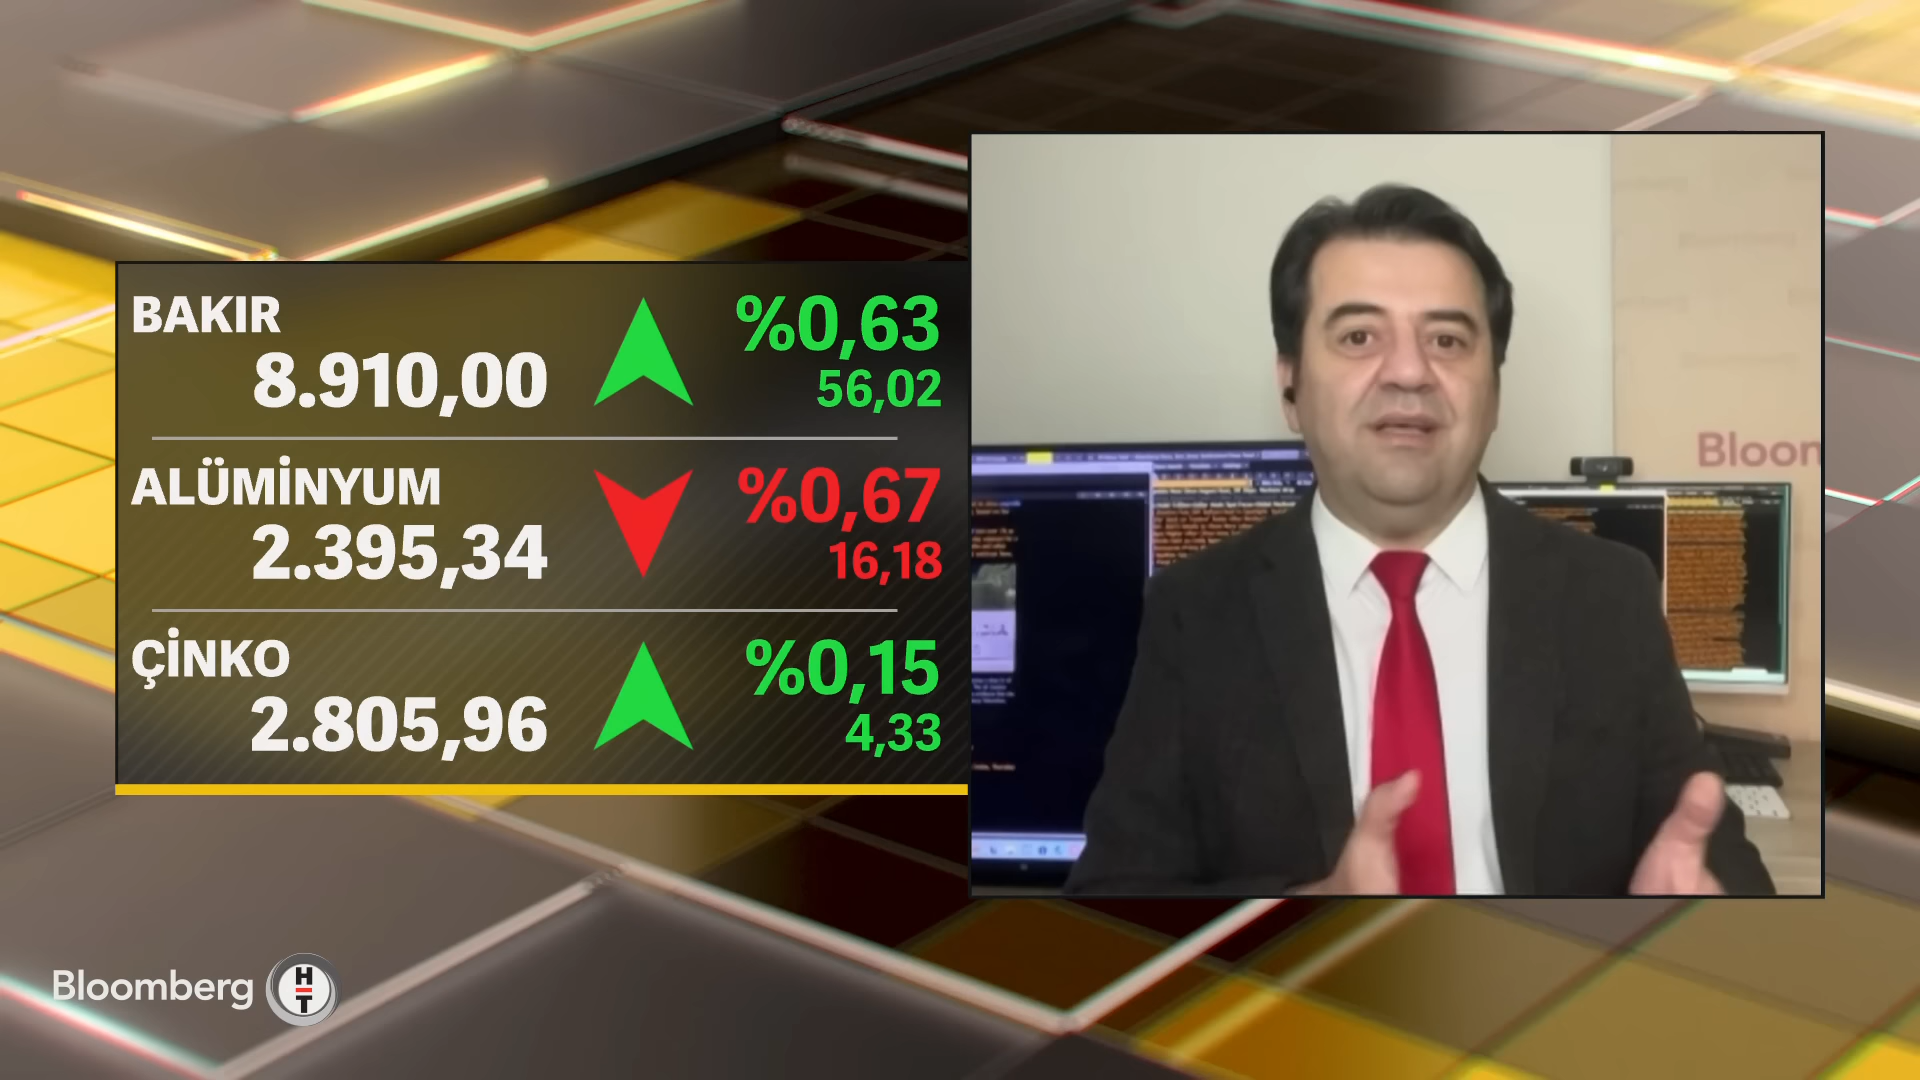 BAKIR
8.910,00
%0,63
56,02
ALÜMİNYUM
2.395,34
%0,67
16,18
ÇİNKO
2.805,96
%0,15
4,33
Bloom
Bloomberg HT